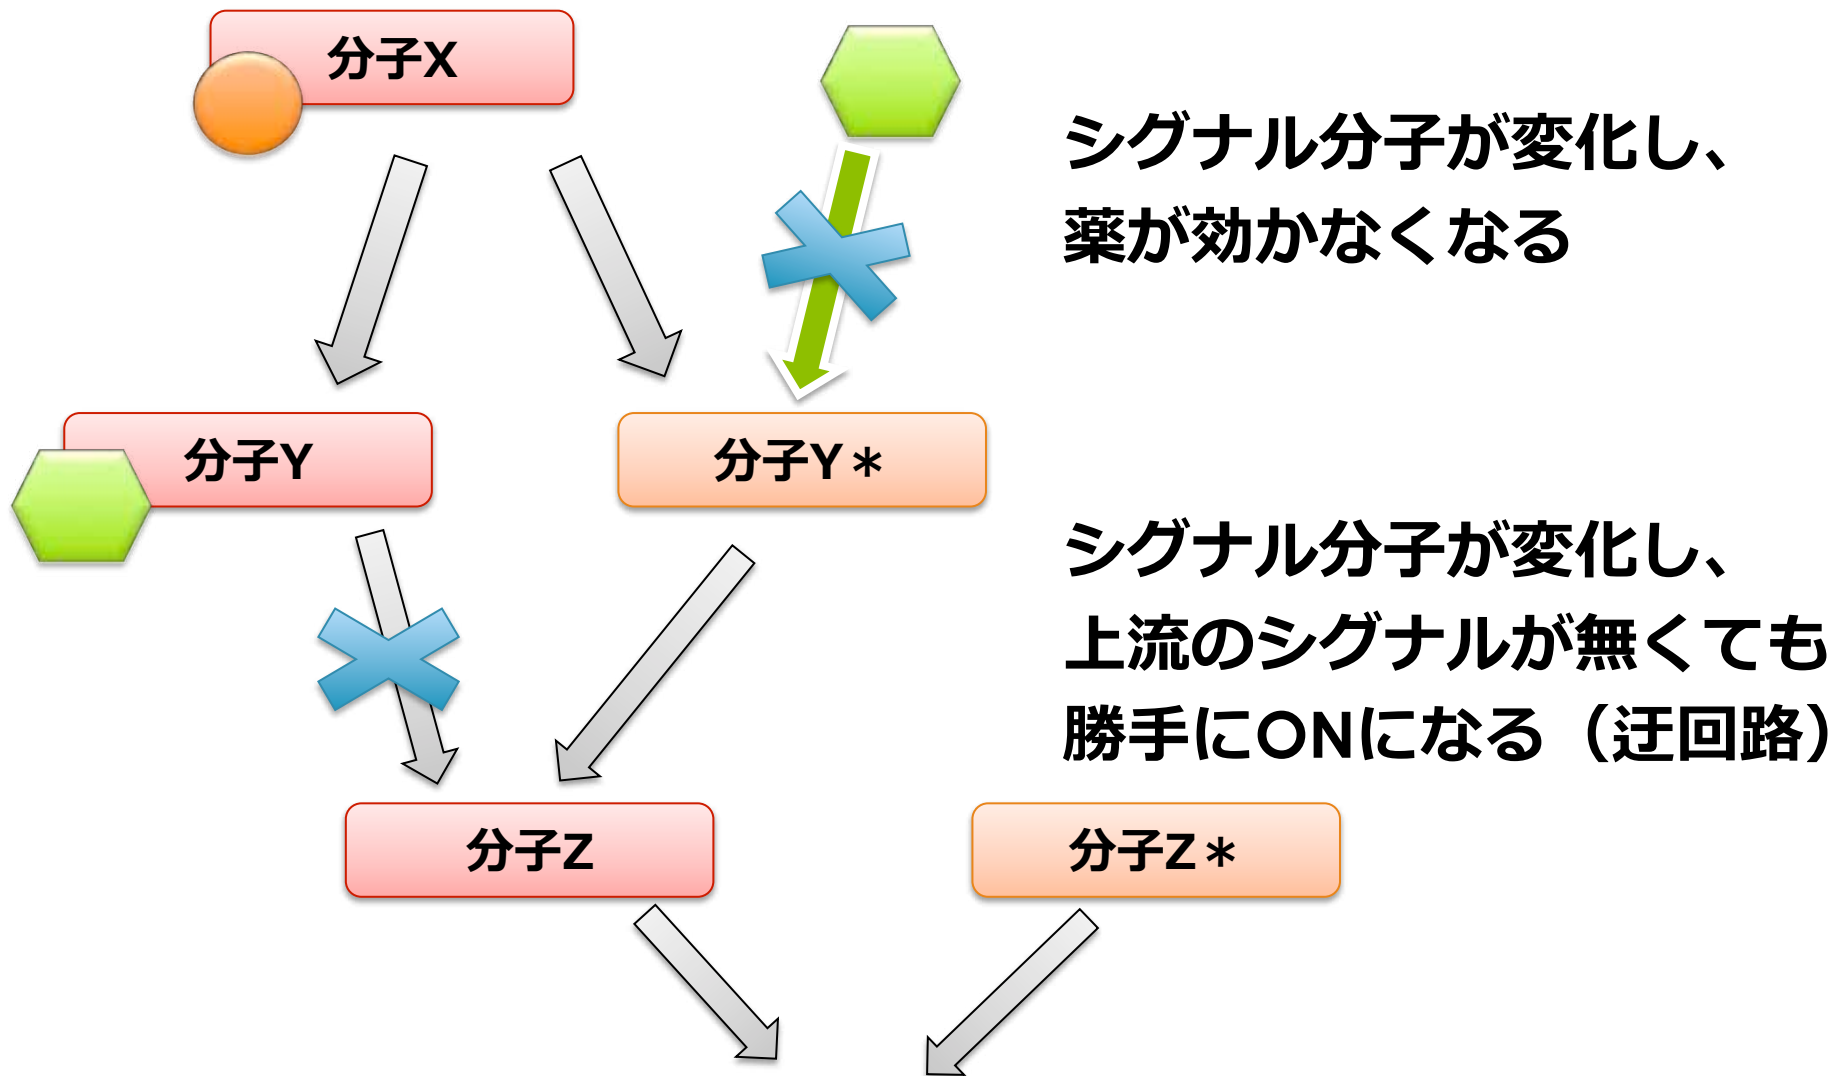 分子X
シグナル分子が変化し、
薬が効かなくなる
分子Y
分子Y＊
シグナル分子が変化し、
上流のシグナルが無くても
勝手にONになる（迂回路）
分子Z
分子Z＊